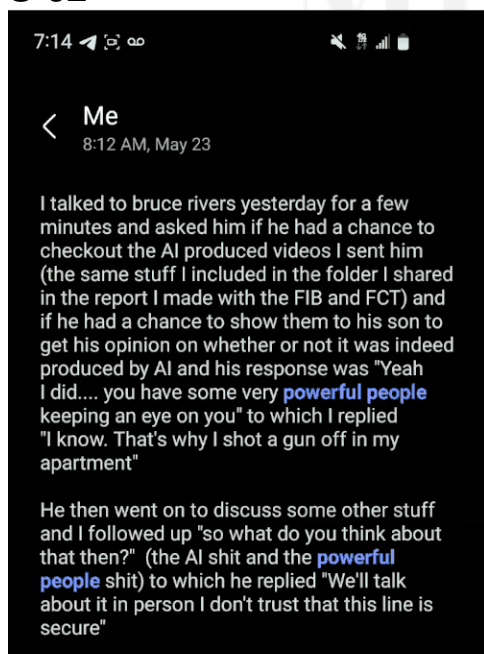 7:14
Me
8:12 AM, May 23
I talked to bruce rivers yesterday for a few
minutes and asked him if he had a chance to
checkout the AI produced videos I sent him
(the same stuff I included in the folder I shared
in the report I made with the FIB and FCT) and
if he had a chance to show them to his son to
get his opinion on whether or not it was indeed
produced by AI and his response was "Yeah
I did.... you have some very powerful people
keeping an eye on you" to which I replied
"I know. That's why I shot a gun off in my
apartment"
He then went on to discuss some other stuff
and I followed up "so what do you think about
that then?" (the AI shit and the powerful
people shit) to which he replied "We'll talk
about it in person I don't trust that this line is
secure"